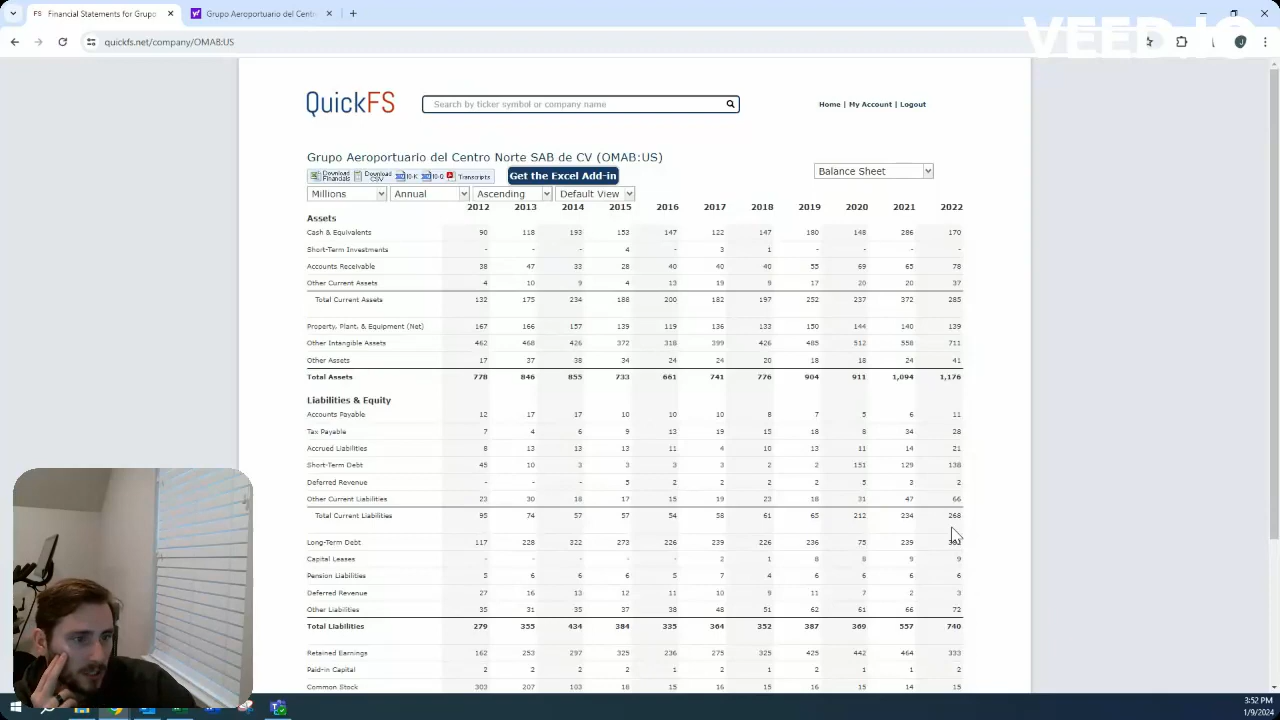 FS Financial Statements for GRUPO
Grupo Aeroportuario del Centr
quickfs.net/company/OMAB:US
VEED.IO
QuickFS
Search by ticker symbol or company name
Home | My Account | Logout
Grupo Aeroportuario del Centro Norte SAB de CV (OMAB:US)
Download Financials Download CSV 10-K 10-Q Transcripts
Get the Excel Add-in
Balance Sheet
Millions Annual Ascending Default View
2012 2013 2014 2015 2016 2017 2018 2019 2020 2021 2022
Assets
Cash & Equivalents 90 118 193 153 147 122 147 180 148 286 170
Short-Term Investments - - - 4 - 3 1 - - - -
Accounts Receivable 38 47 33 28 40 40 40 55 69 65 78
Other Current Assets 4 10 9 4 13 19 9 17 20 20 37
Total Current Assets 132 175 234 188 200 182 197 252 237 372 285
Property, Plant, & Equipment (Net) 167 166 157 139 119 136 133 150 144 140 139
Other Intangible Assets 462 468 426 372 318 399 426 485 512 558 711
Other Assets 17 37 38 34 24 24 20 18 18 24 41
Total Assets 778 846 855 733 661 741 776 904 911 1,094 1,176
Liabilities & Equity
Accounts Payable 12 17 17 10 10 10 8 7 5 6 11
Tax Payable 7 4 6 9 13 19 15 18 8 34 28
Accrued Liabilities 8 13 13 13 11 4 10 13 11 14 21
Short-Term Debt 45 10 3 3 3 3 2 2 151 129 138
Deferred Revenue - - - 5 2 2 2 2 5 3 2
Other Current Liabilities 23 30 18 17 15 19 23 18 31 47 66
Total Current Liabilities 95 74 57 57 54 58 61 65 212 234 268
Long-Term Debt 117 228 322 273 226 239 226 236 75 239
Capital Leases - - - - - 2 1 8 8 9 9
Pension Liabilities 5 6 6 6 5 7 4 6 6 6 6
Deferred Revenue 27 16 13 12 11 10 9 11 7 2 3
Other Liabilities 35 31 35 37 38 48 51 62 61 66 72
Total Liabilities 279 355 434 384 335 364 352 387 369 557 740
Retained Earnings 162 253 297 325 236 275 325 425 442 464 333
Paid-in Capital 2 2 2 2 1 2 2 2 1 1 2
Common Stock 303 207 103 18 15 16 15 16 15 14 15
3:52 PM
1/9/2024